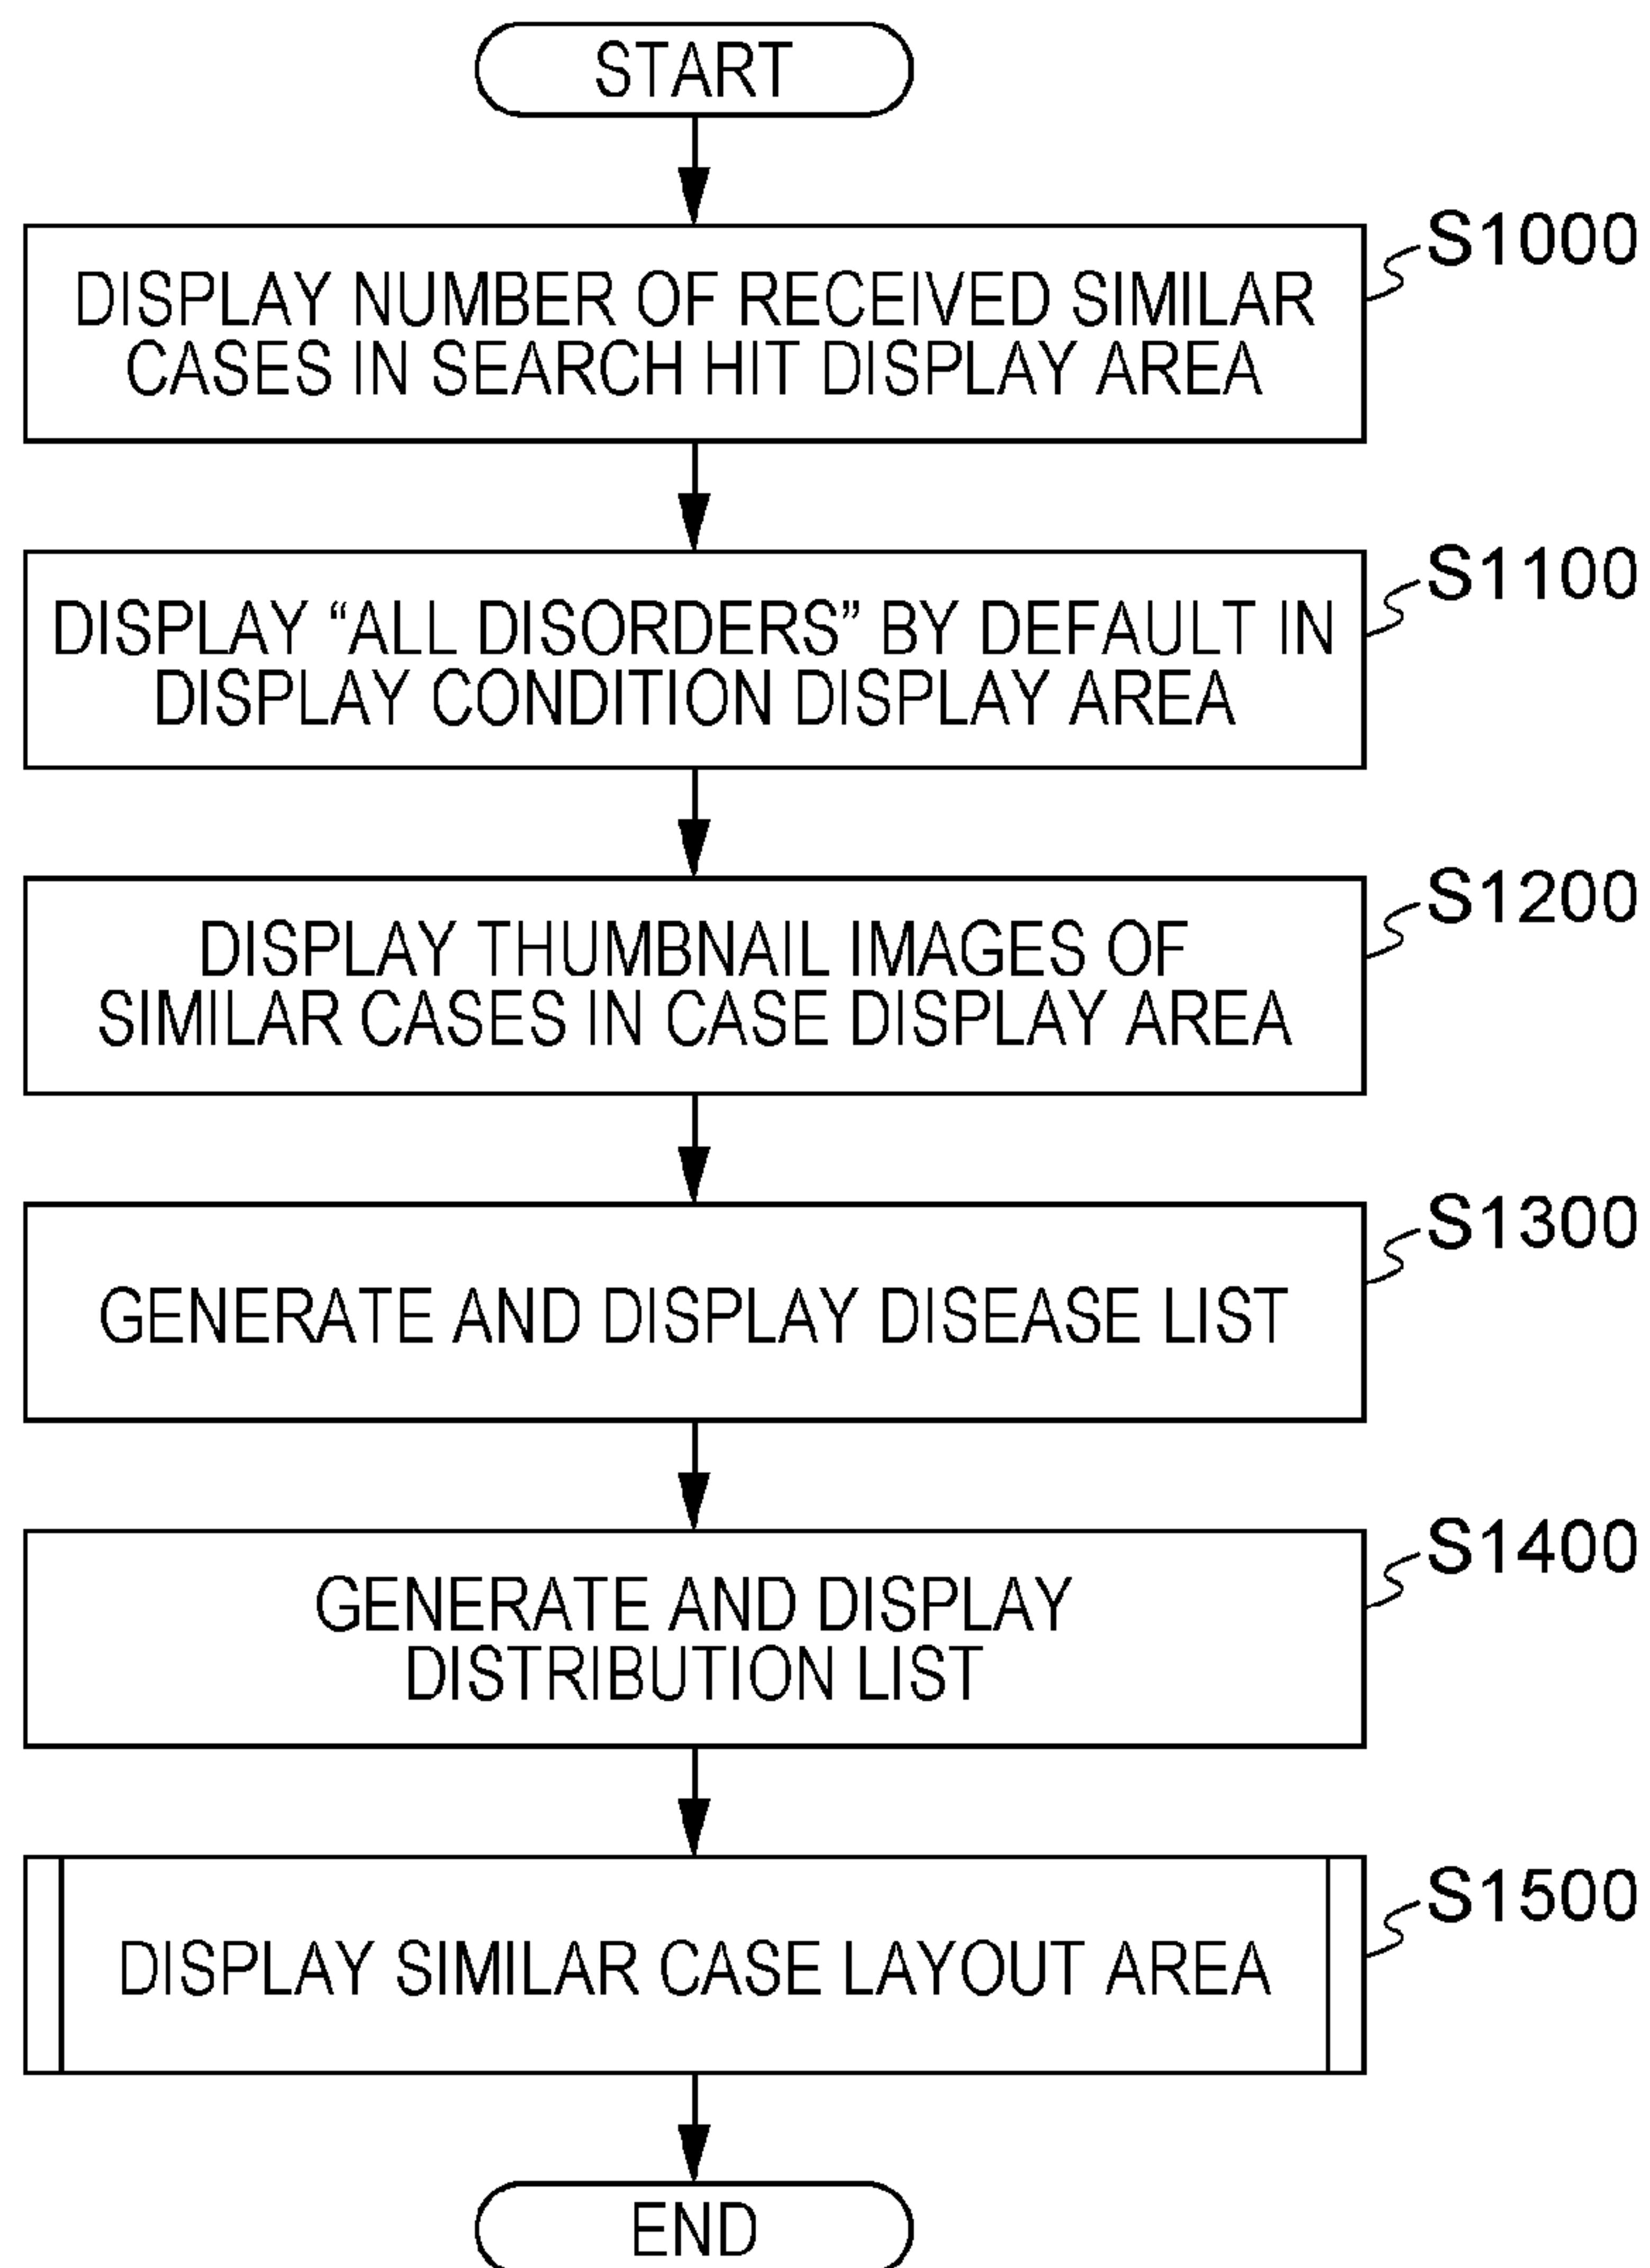 START
S1000
DISPLAY NUMBER OF RECEIVED SIMILAR
CASES IN SEARCH HIT DISPLAY AREA
S1100
DISPLAY “ALL DISORDERS” BY DEFAULT IN
DISPLAY CONDITION DISPLAY AREA
S1200
DISPLAY THUMBNAIL IMAGES OF
SIMILAR CASES IN CASE DISPLAY AREA
S1300
GENERATE AND DISPLAY DISEASE LIST
S1400
GENERATE AND DISPLAY
DISTRIBUTION LIST
S1500
DISPLAY SIMILAR CASE LAYOUT AREA
END